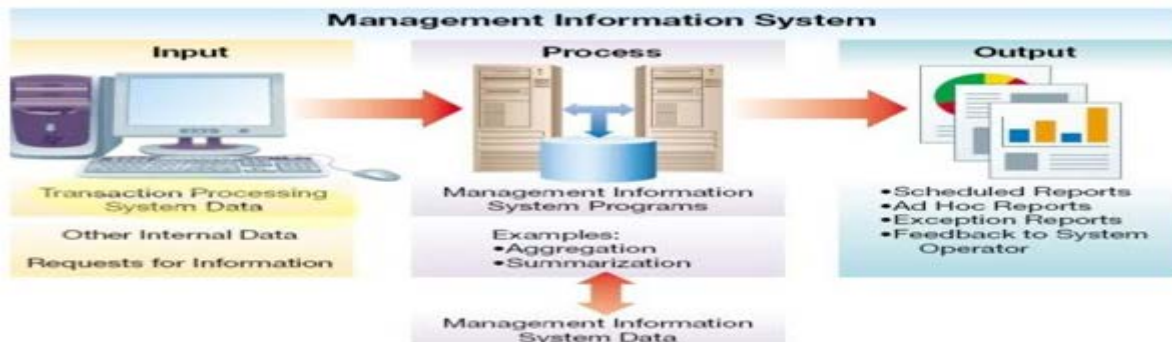 Management Information System
Input
Transaction Processing
System Data
Other Internal Data
Requests for Information
Process
Management Information
System Programs
Examples:
•Aggregation
•Summarization
Management Information
System Data
Output
•Scheduled Reports
•Ad Hoc Reports
•Exception Reports
•Feedback to System
Operator